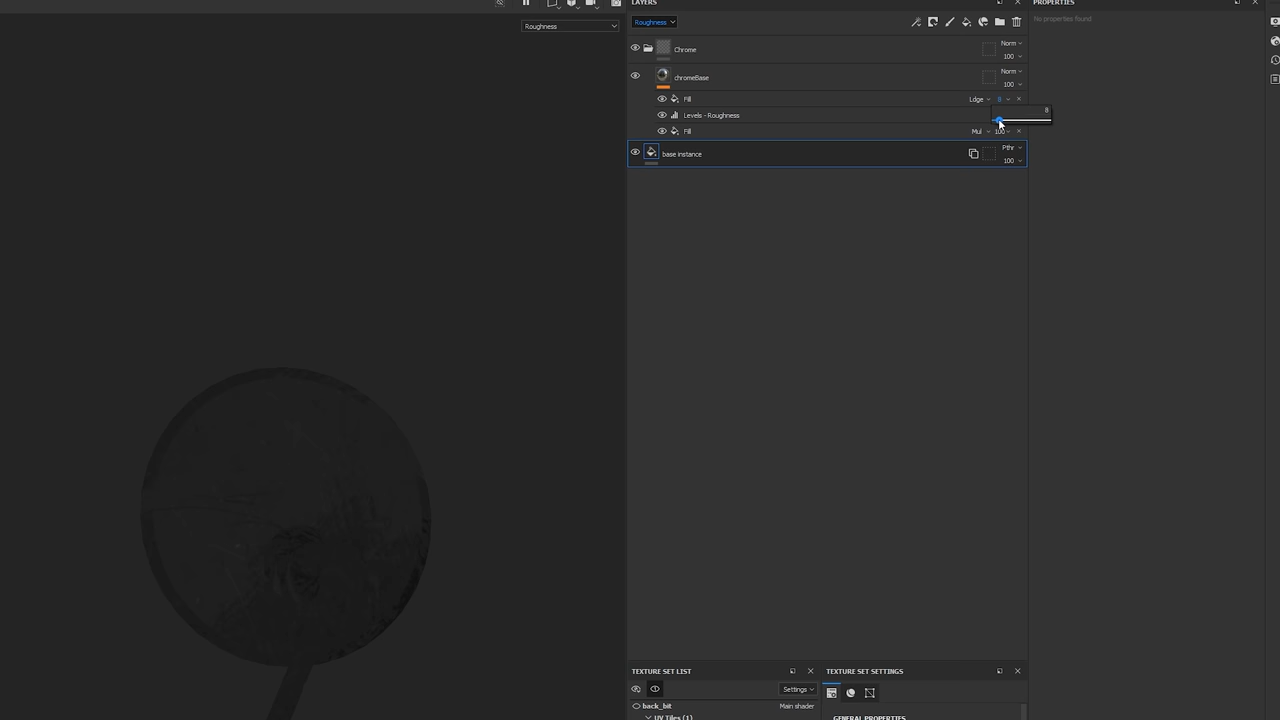 LAYERS
PROPERTIES
Roughness
Roughness
No properties found
Chrome
Norm
100
chromeBase
Norm
100
Fill
Ldge
8
8
Levels - Roughness
Fill
Mul
100
base instance
Pthr
100
TEXTURE SET LIST
TEXTURE SET SETTINGS
Settings
back_bit
Main shader
UV Tiles (1)
GENERAL PROPERTIES